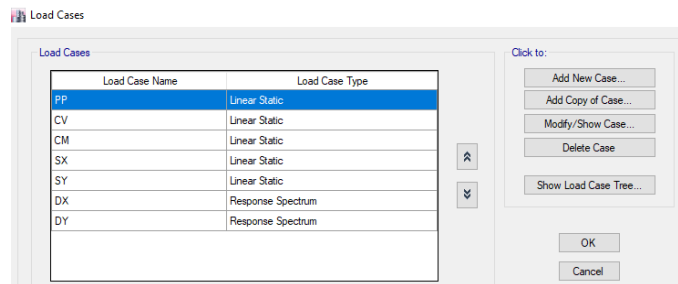 Load Cases
Load Cases
Click to:
Load Case Name Load Case Type
PP Linear Static
CV Linear Static
CM Linear Static
SX Linear Static
SY Linear Static
DX Response Spectrum
DY Response Spectrum
Add New Case...
Add Copy of Case...
Modify/Show Case...
Delete Case
Show Load Case Tree...
OK
Cancel